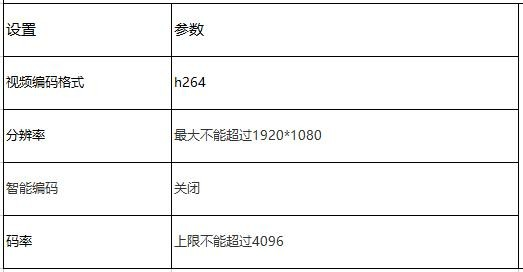 设置 参数
视频编码格式 h264
分辨率 最大不能超过1920*1080
智能编码 关闭
码率 上限不能超过4096